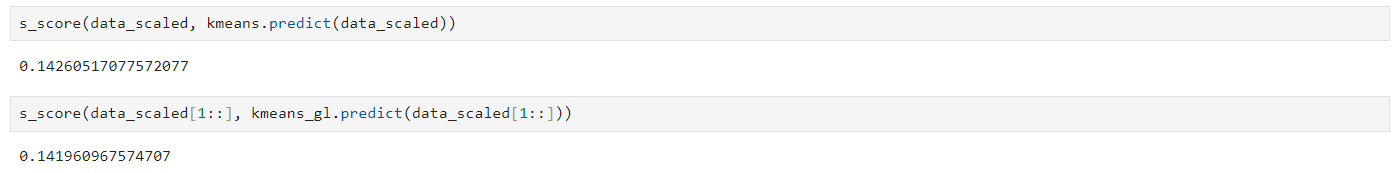 s_score(data_scaled, kmeans.predict(data_scaled))
0.14260517077572077
s_score(data_scaled[1::], kmeans_gl.predict(data_scaled[1::]))
0.141960967574707